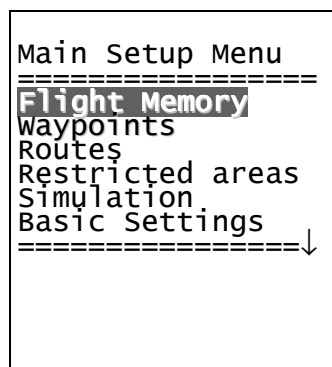 Main Setup Menu
=================
Flight Memory
Waypoints
Routes
Restricted areas
Simulation
Basic Settings
================↓